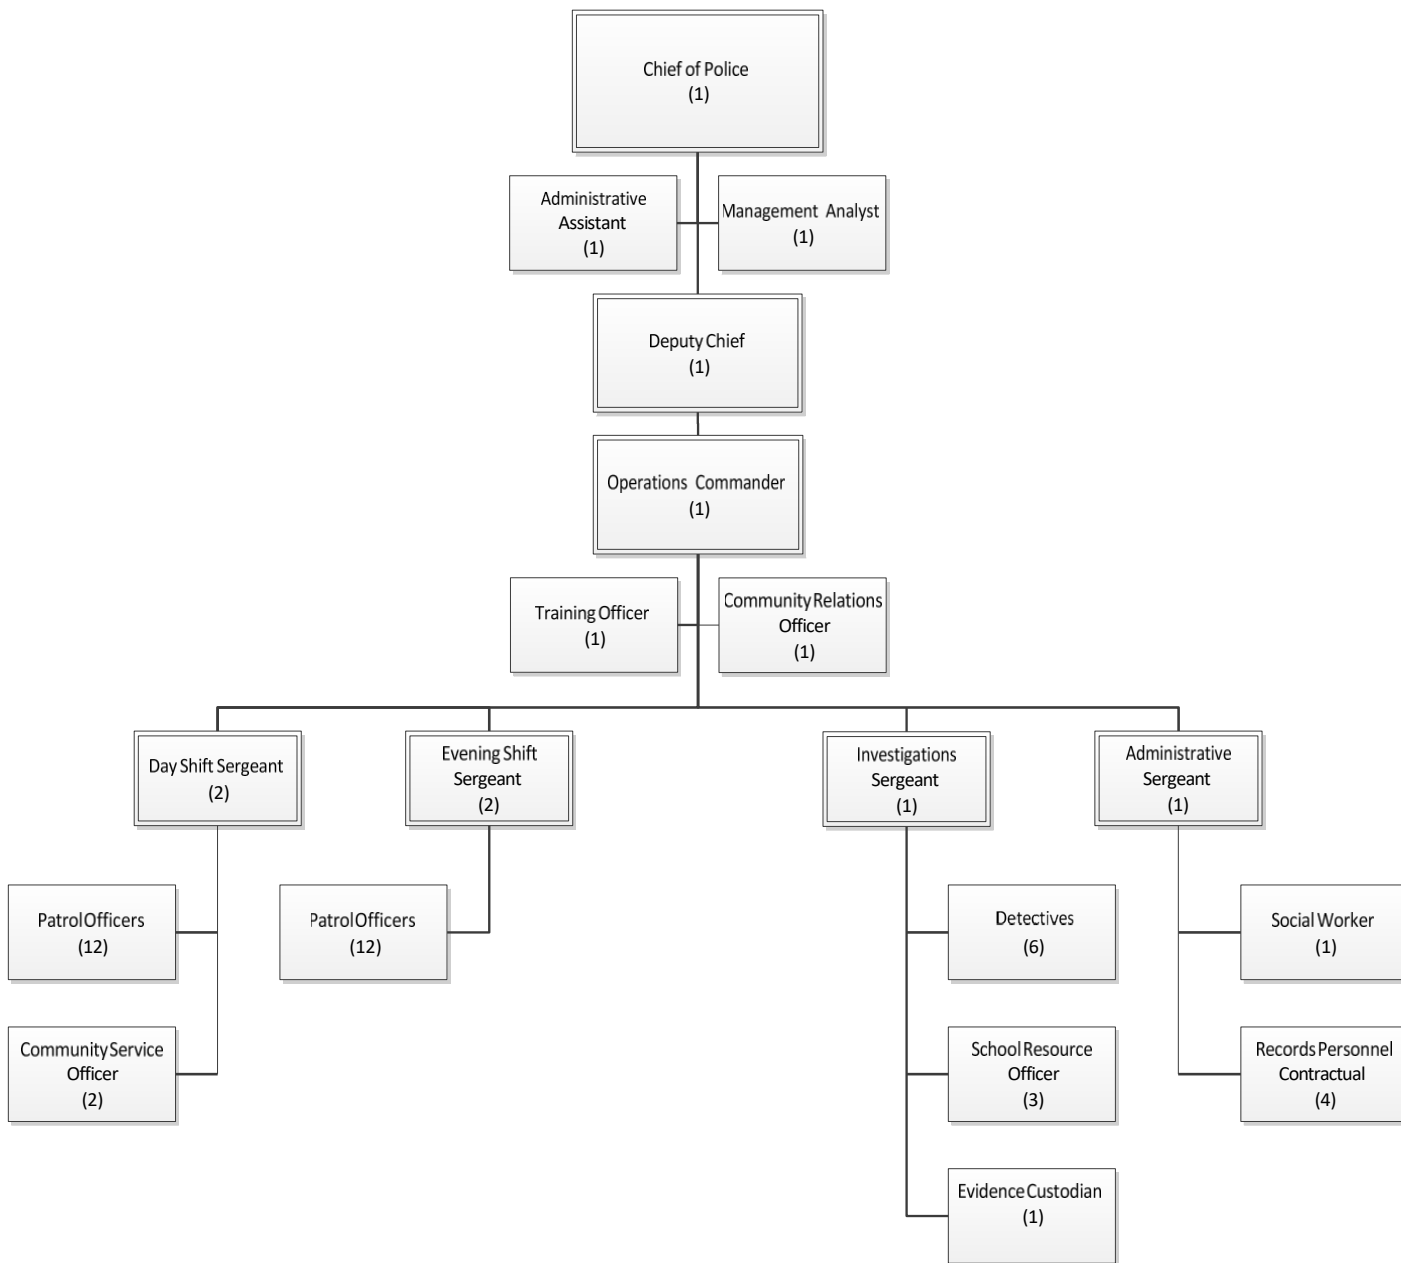 Chief of Police
(1)
Administrative
Assistant
(1)
Management Analyst
(1)
Deputy Chief
(1)
Operations Commander
(1)
Training Officer
(1)
Community Relations
Officer
(1)
Day Shift Sergeant
(2)
Evening Shift
Sergeant
(2)
Investigations
Sergeant
(1)
Administrative
Sergeant
(1)
Patrol Officers
(12)
Patrol Officers
(12)
Detectives
(6)
Social Worker
(1)
Community Service
Officer
(2)
School Resource
Officer
(3)
Records Personnel
Contractual
(4)
Evidence Custodian
(1)